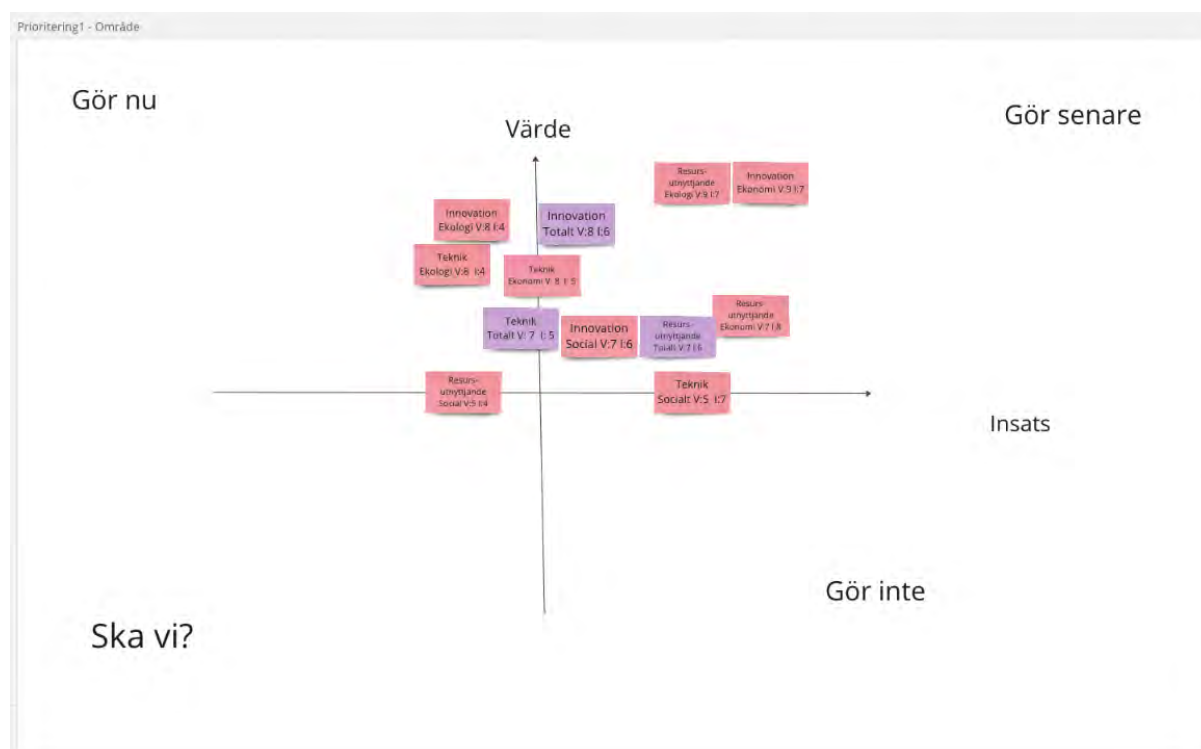 Prioritering1 - Område
Gör nu
Gör senare
Värde
Resurs-
utnyttjande
Ekologi V:9 I:7
Innovation
Ekonomi V:9 I:7
Innovation
Ekologi V:8 I:4
Innovation
Totalt V:8 I:6
Teknik
Ekologi V:8 I:4
Teknik
Ekonomi V: 8 I: 5
Teknik
Totalt V: 7 I: 5
Innovation
Social V:7 I:6
Resurs-
utnyttjande
Totalt V:7 I:6
Resurs-
utnyttjande
Ekonomi V:7 I:8
Resurs-
utnyttjande
Social V:5 I:4
Teknik
Socialt V:5 I:7
Insats
Gör inte
Ska vi?